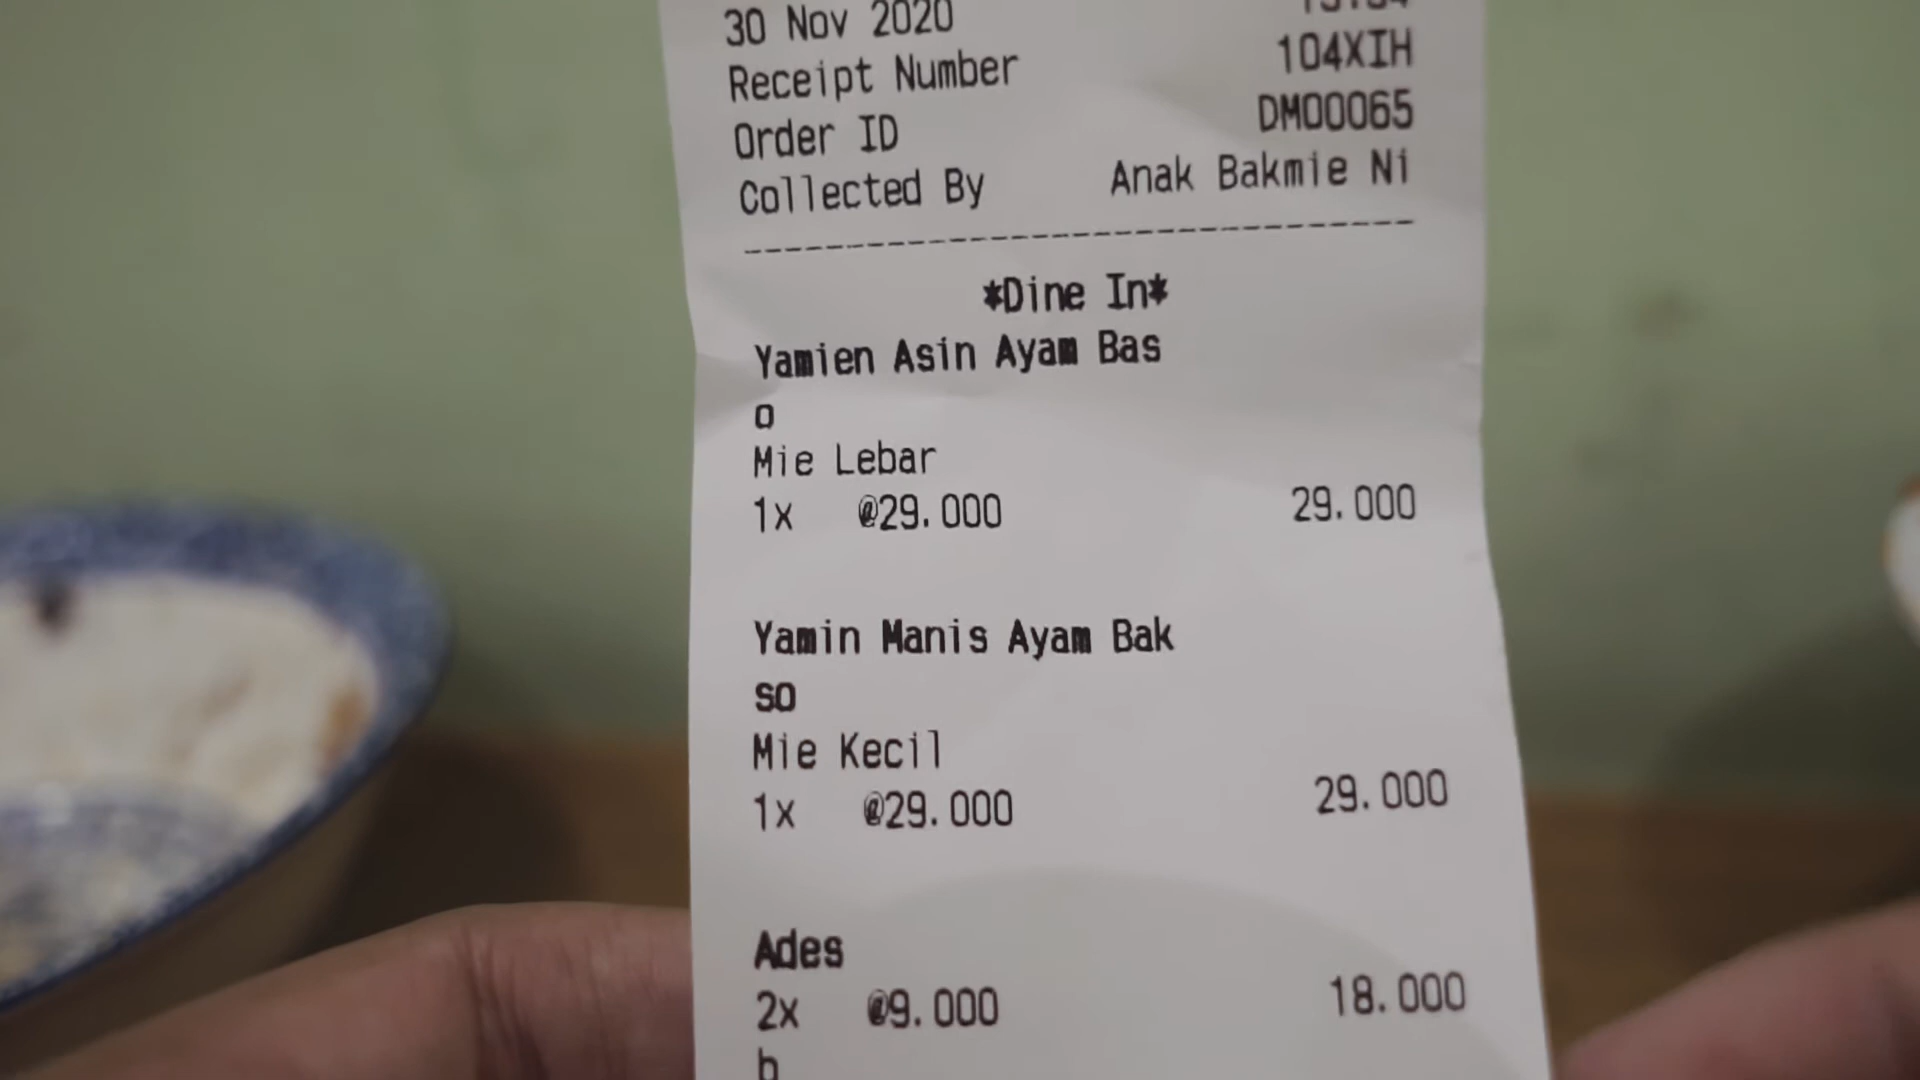 30 Nov 2020
Receipt Number 104XIH
Order ID DM00065
Collected By Anak Bakmie Ni
*Dine In*
Yamien Asin Ayam Bas
o
Mie Lebar
1x @29.000 29.000
Yamin Manis Ayam Bak
so
Mie Kecil
1x @29.000 29.000
Ades
2x @9.000 18.000